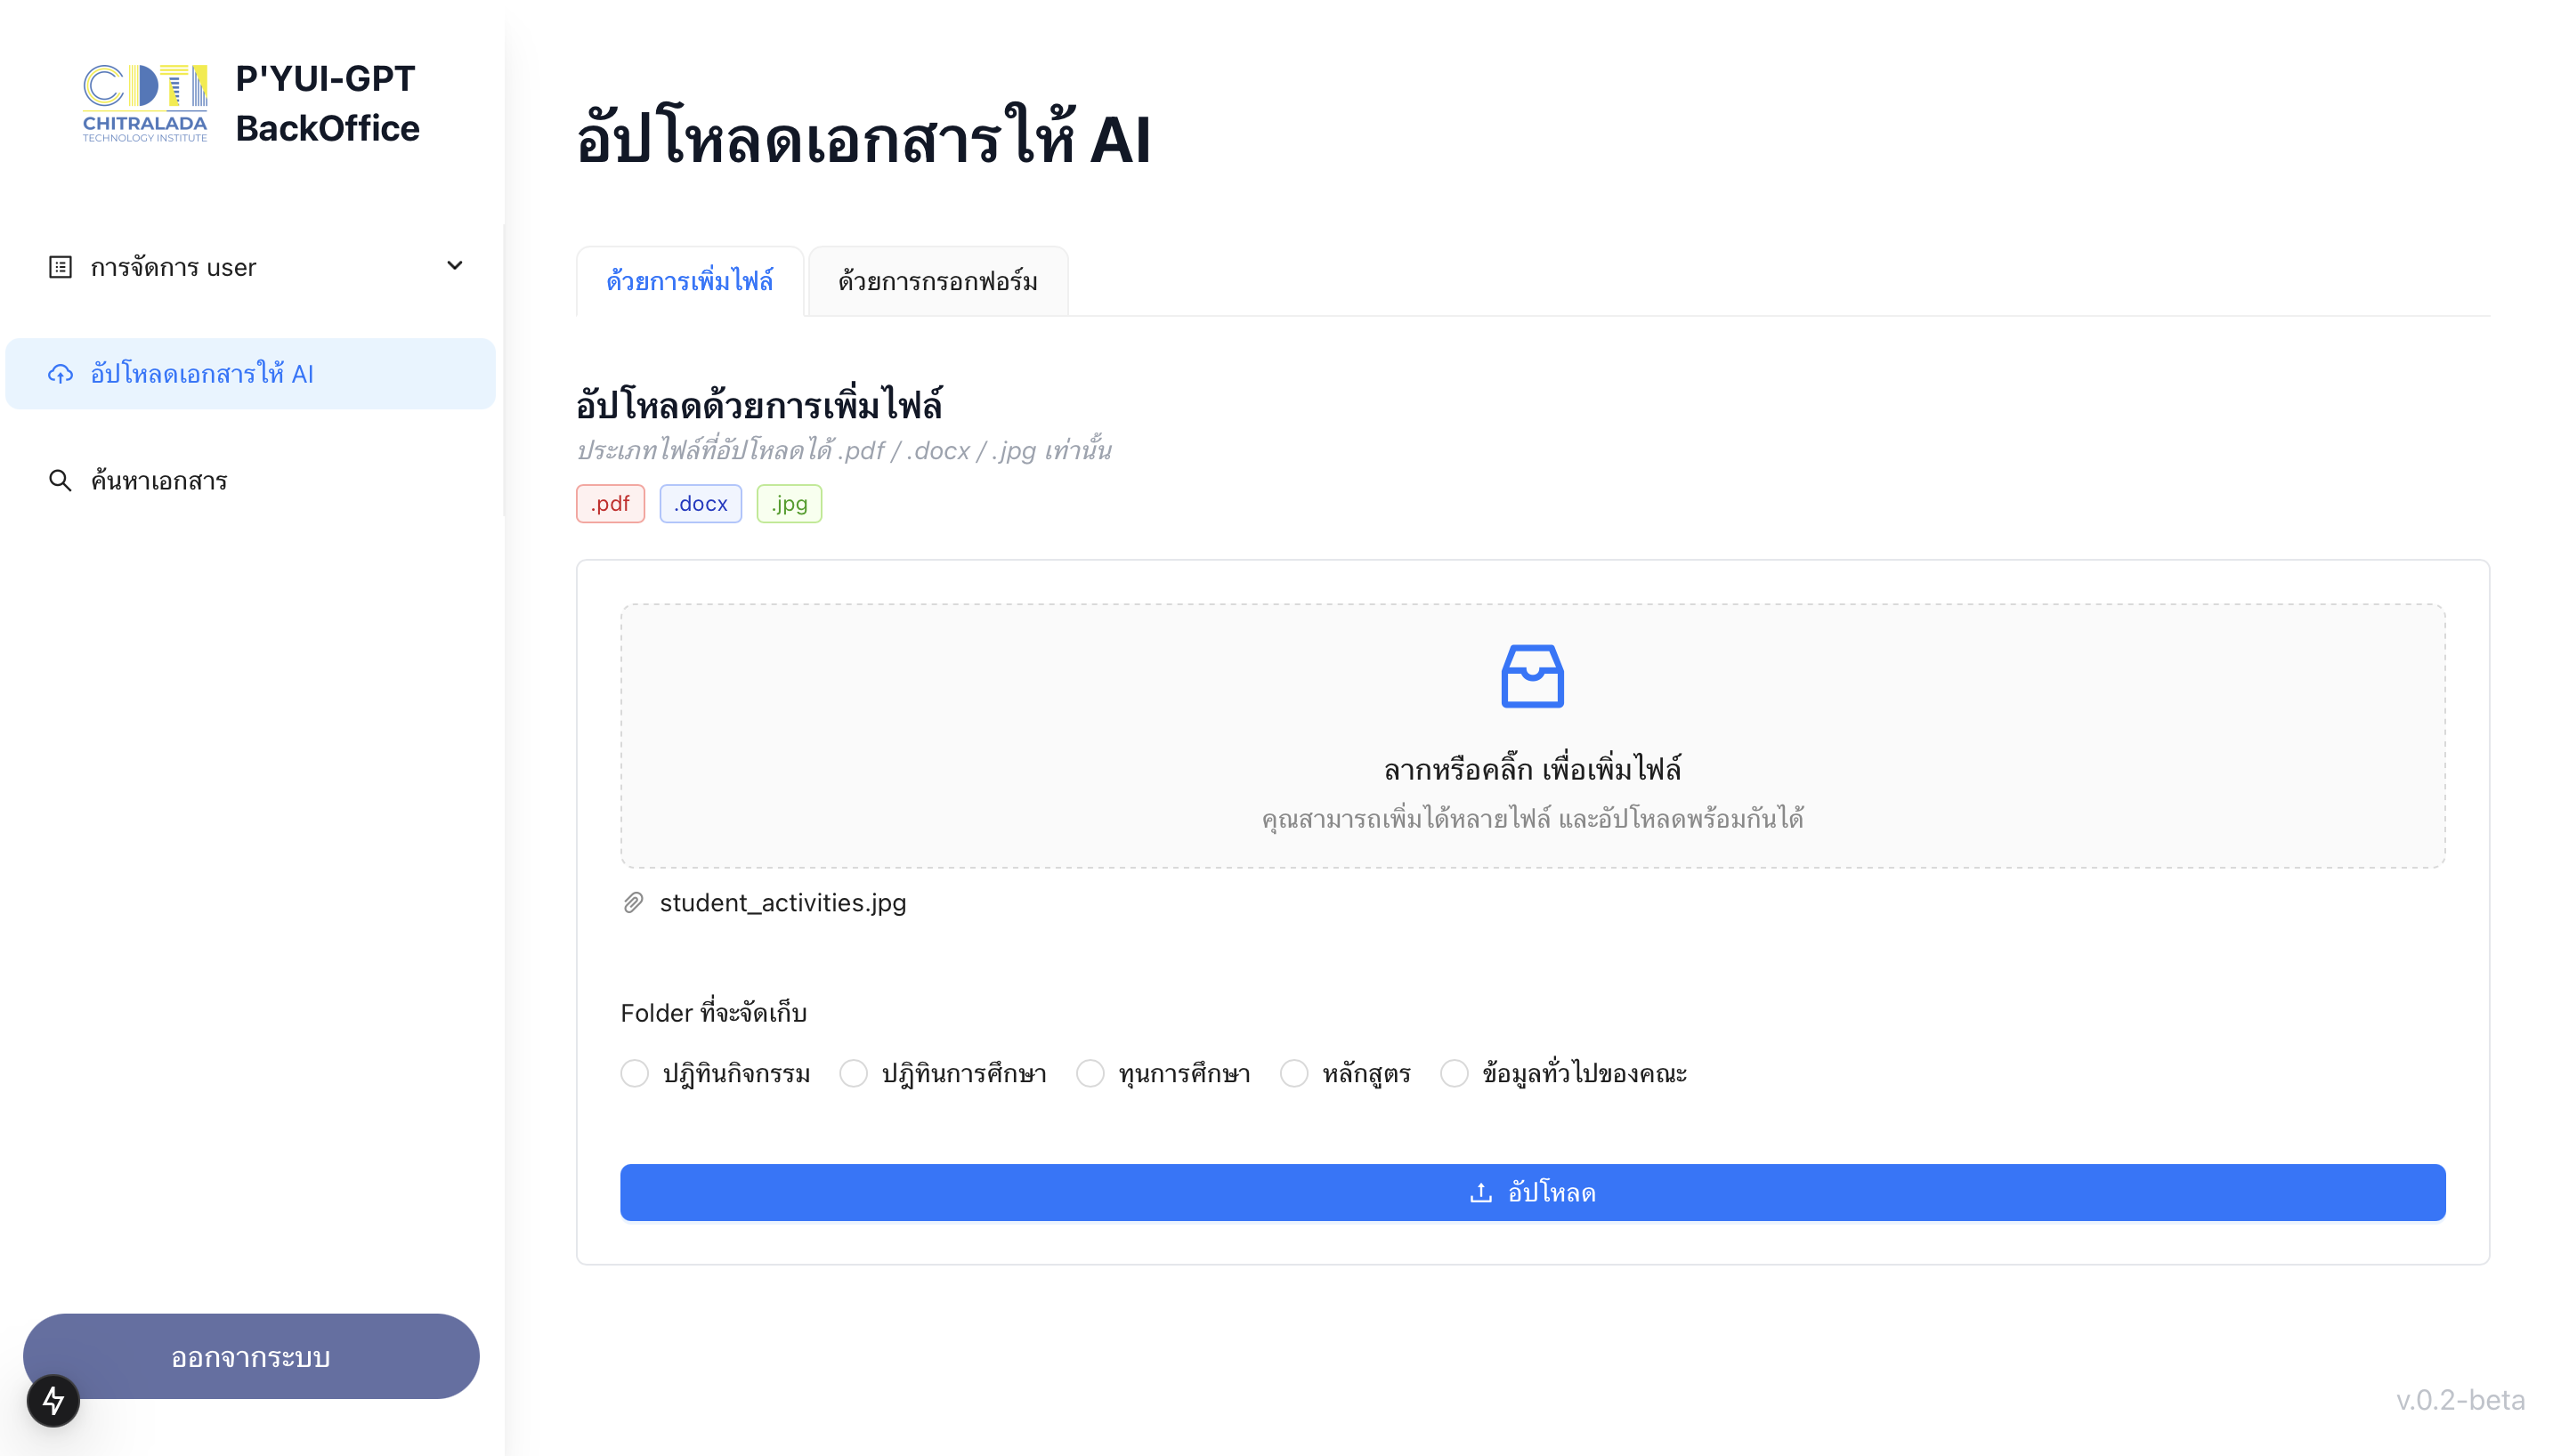 CDTI
CHITRALADA
TECHNOLOGY INSTITUTE
P'YUI-GPT
BackOffice
การจัดการ user
อัปโหลดเอกสารให้ AI
ค้นหาเอกสาร
ออกจากระบบ
อัปโหลดเอกสารให้ AI
ด้วยการเพิ่มไฟล์ ด้วยการกรอกฟอร์ม
อัปโหลดด้วยการเพิ่มไฟล์
ประเภทไฟล์ที่อัปโหลดได้ .pdf / .docx / .jpg เท่านั้น
.pdf .docx .jpg
ลากหรือคลิ๊ก เพื่อเพิ่มไฟล์
คุณสามารถเพิ่มได้หลายไฟล์ และอัปโหลดพร้อมกันได้
student_activities.jpg
Folder ที่จะจัดเก็บ
ปฎิทินกิจกรรม ปฎิทินการศึกษา ทุนการศึกษา หลักสูตร ข้อมูลทั่วไปของคณะ
อัปโหลด
v.0.2-beta